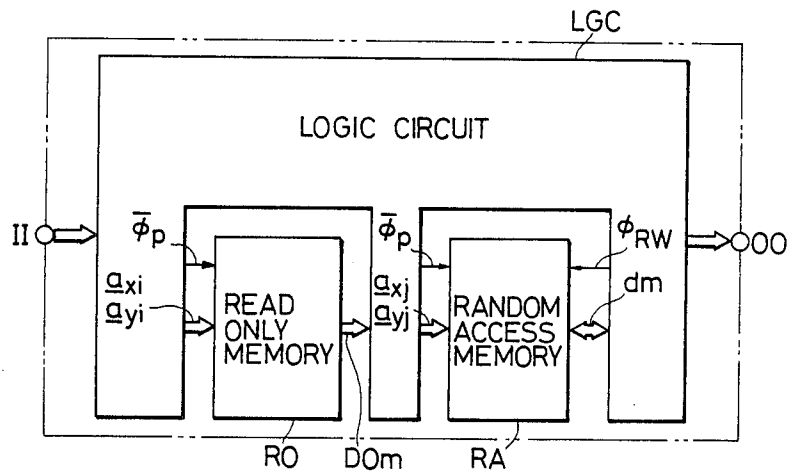 LGC
LOGIC CIRCUIT
II
φ̅p
φ̅p
φRW
OO
a̲xi
a̲yi
READ
ONLY
MEMORY
a̲xj
a̲yj
RANDOM
ACCESS
MEMORY
dm
RO
DOm
RA